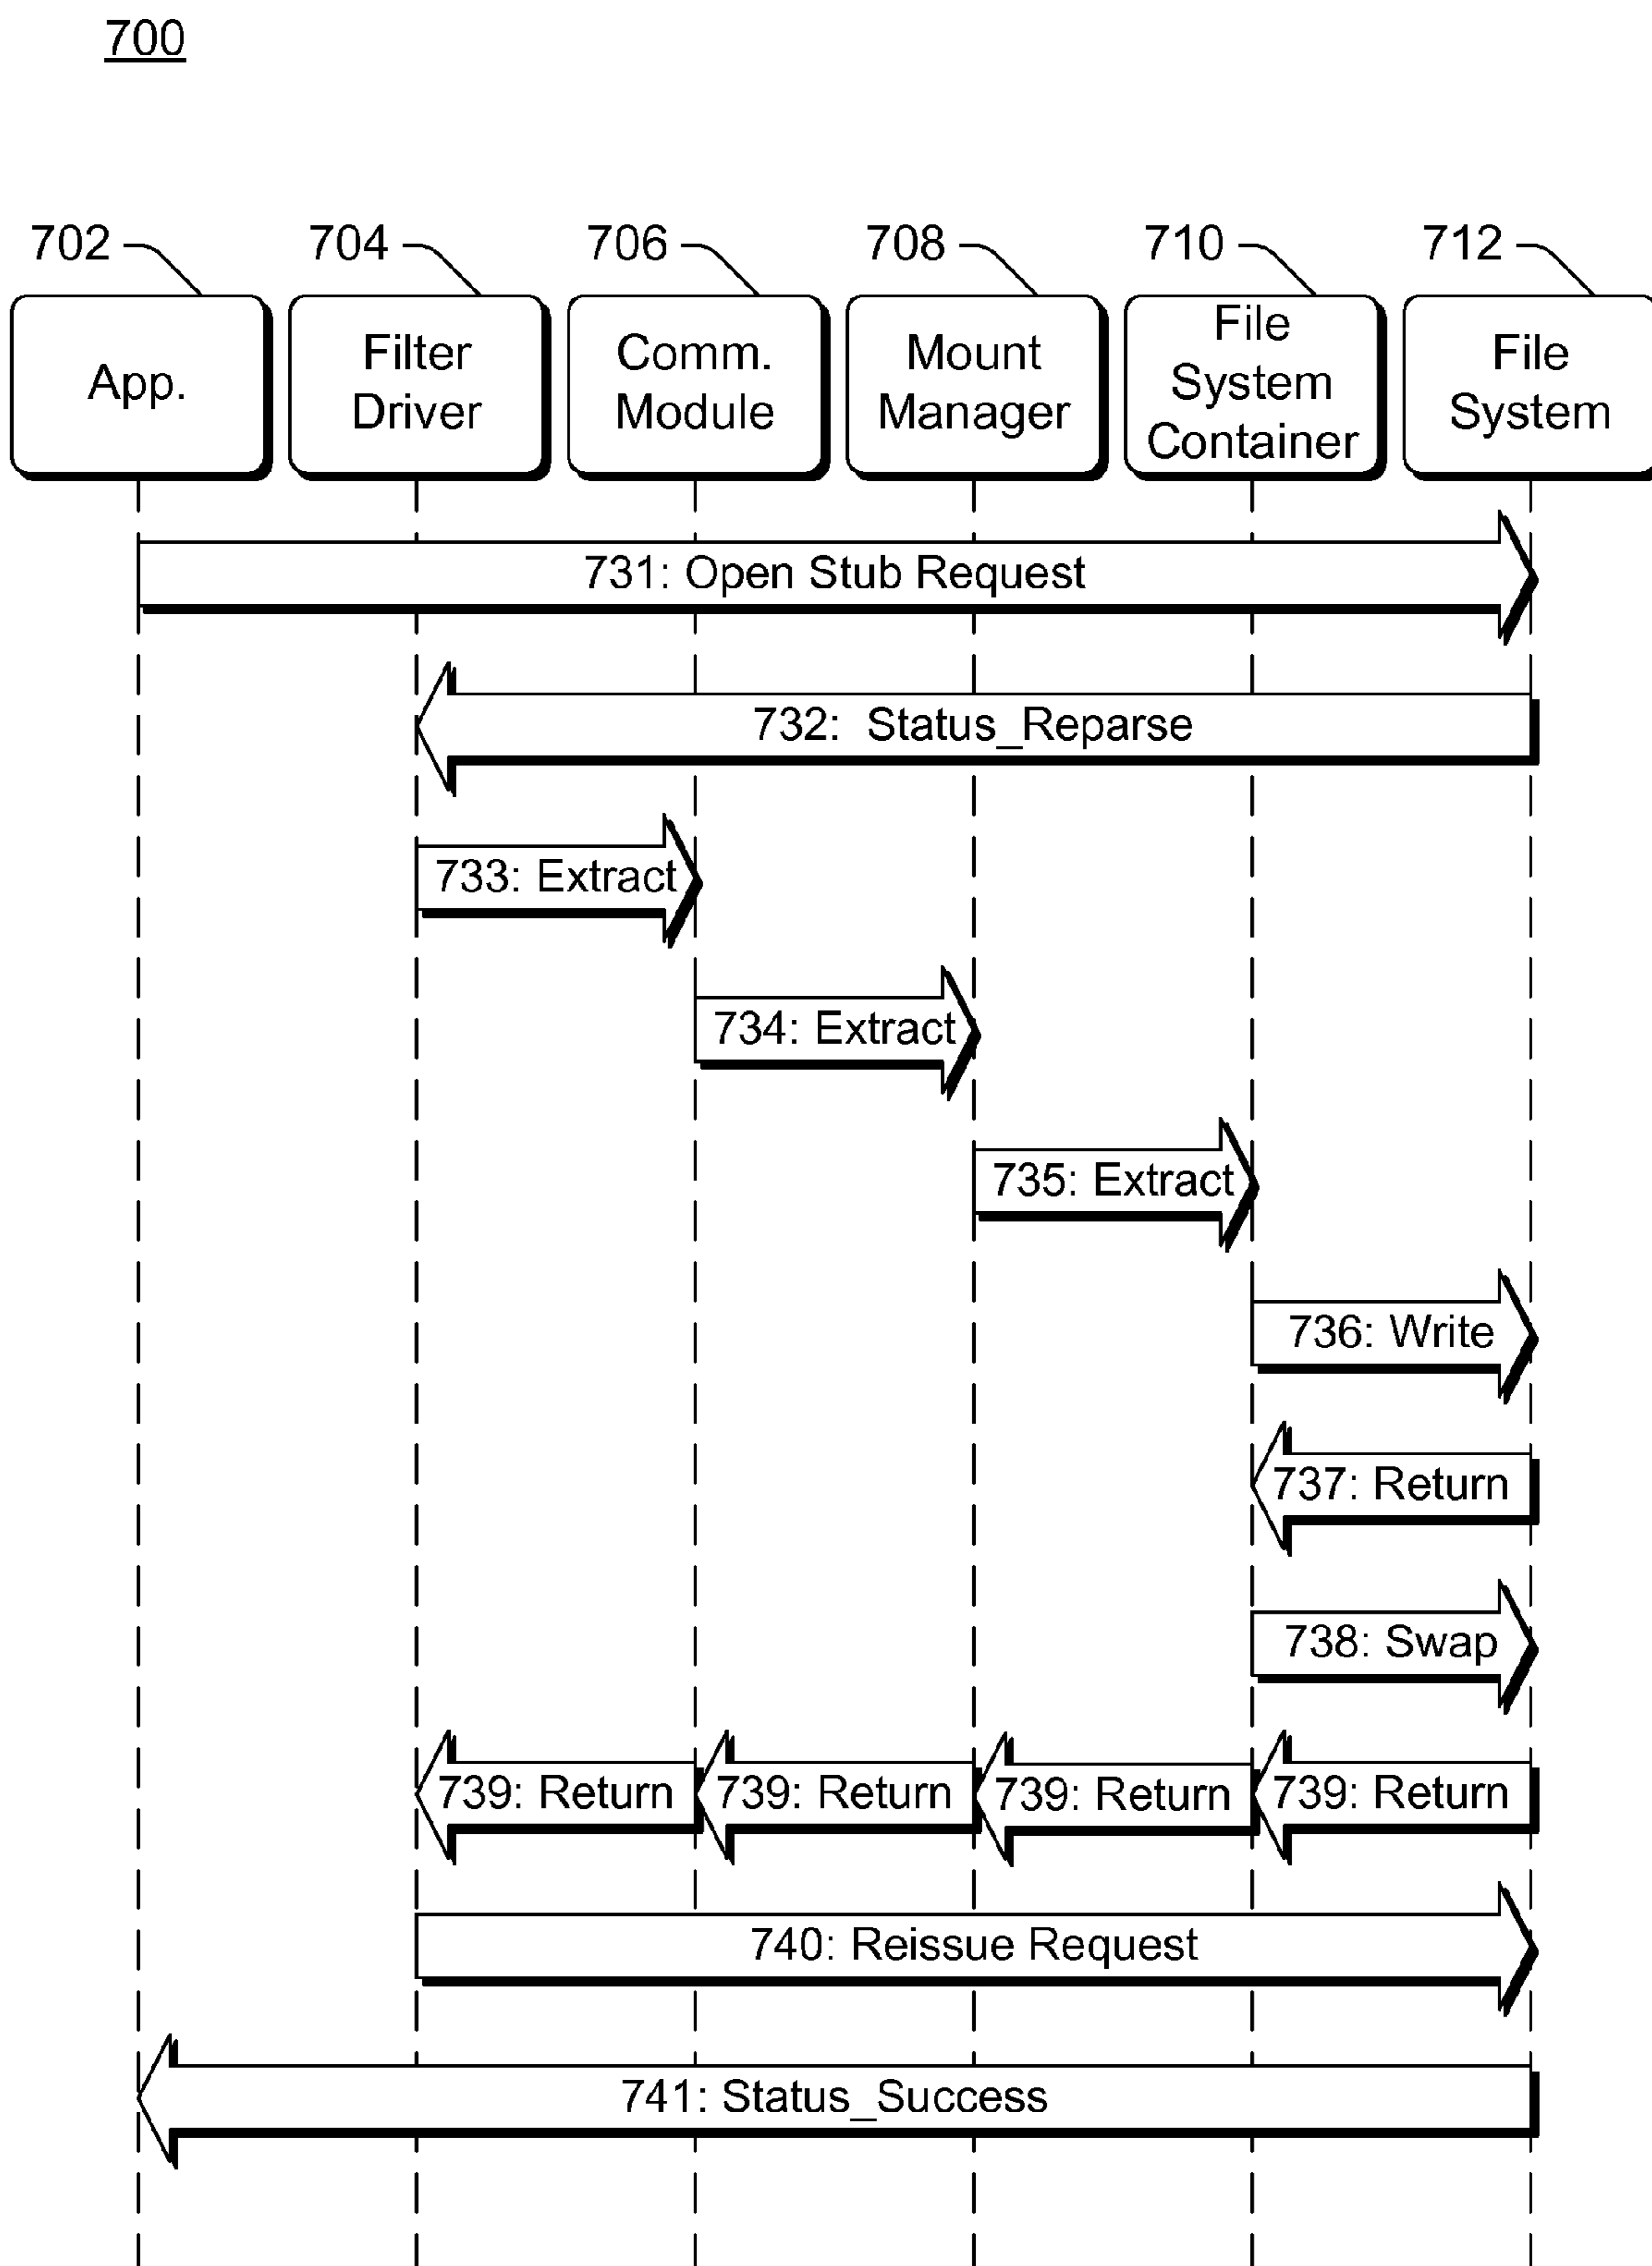 700
702
704
706
708
710
712
App.
Filter
Driver
Comm.
Module
Mount
Manager
File
System
Container
File
System
731: Open Stub Request
732: Status_Reparse
733: Extract
734: Extract
735: Extract
736: Write
737: Return
738: Swap
739: Return
739: Return
739: Return
739: Return
740: Reissue Request
741: Status_Success